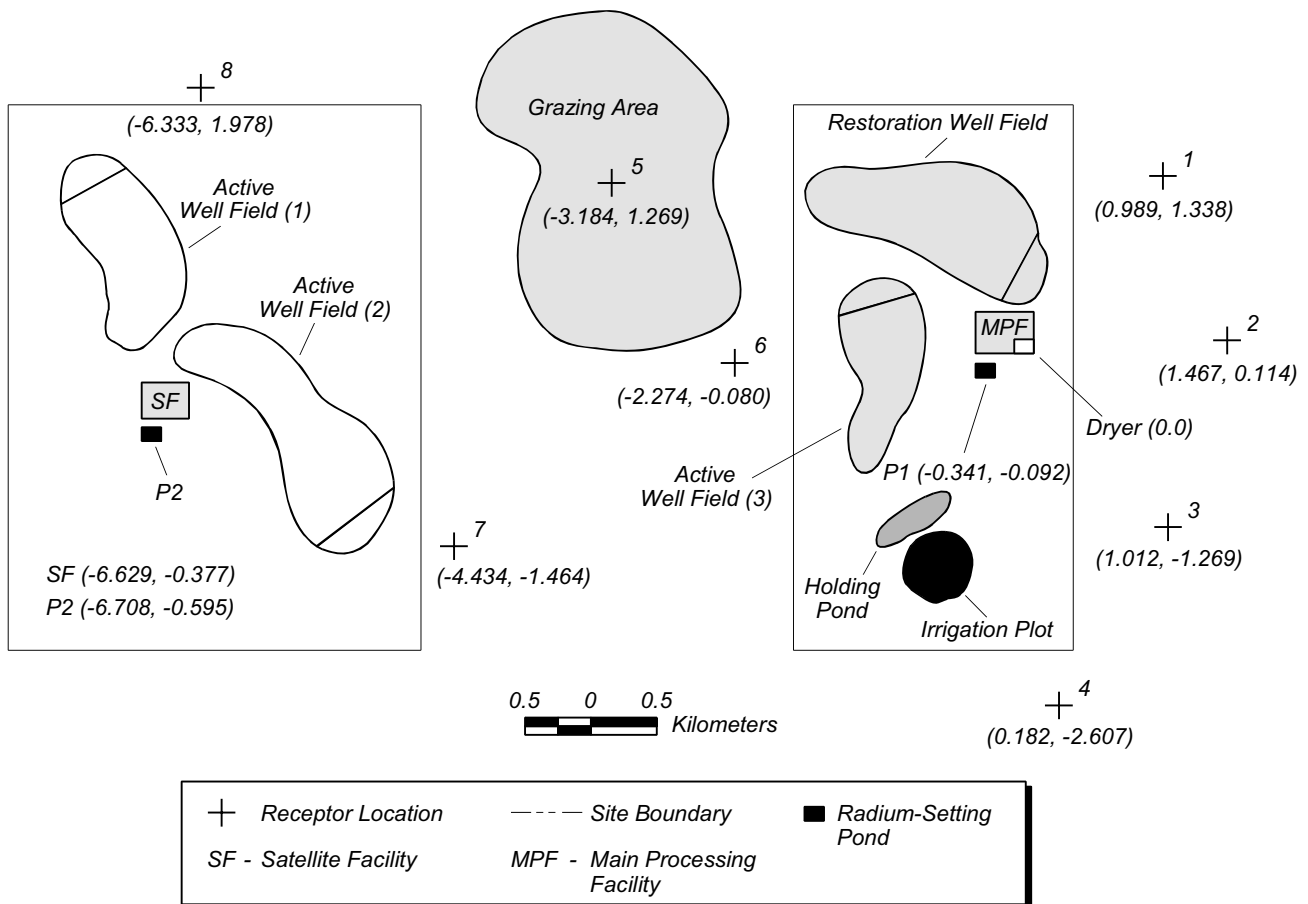 8
(-6.333, 1.978)
Grazing Area
Restoration Well Field
5
(-3.184, 1.269)
1
(0.989, 1.338)
Active
Well Field (1)
Active
Well Field (2)
MPF
2
(1.467, 0.114)
6
(-2.274, -0.080)
SF
Dryer (0.0)
P2
Active
Well Field (3)
P1 (-0.341, -0.092)
3
(1.012, -1.269)
7
(-4.434, -1.464)
SF (-6.629, -0.377)
P2 (-6.708, -0.595)
Holding
Pond
Irrigation Plot
4
(0.182, -2.607)
0.5 0 0.5
Kilometers
Receptor Location
Site Boundary
Radium-Setting
Pond
SF - Satellite Facility
MPF - Main Processing
Facility